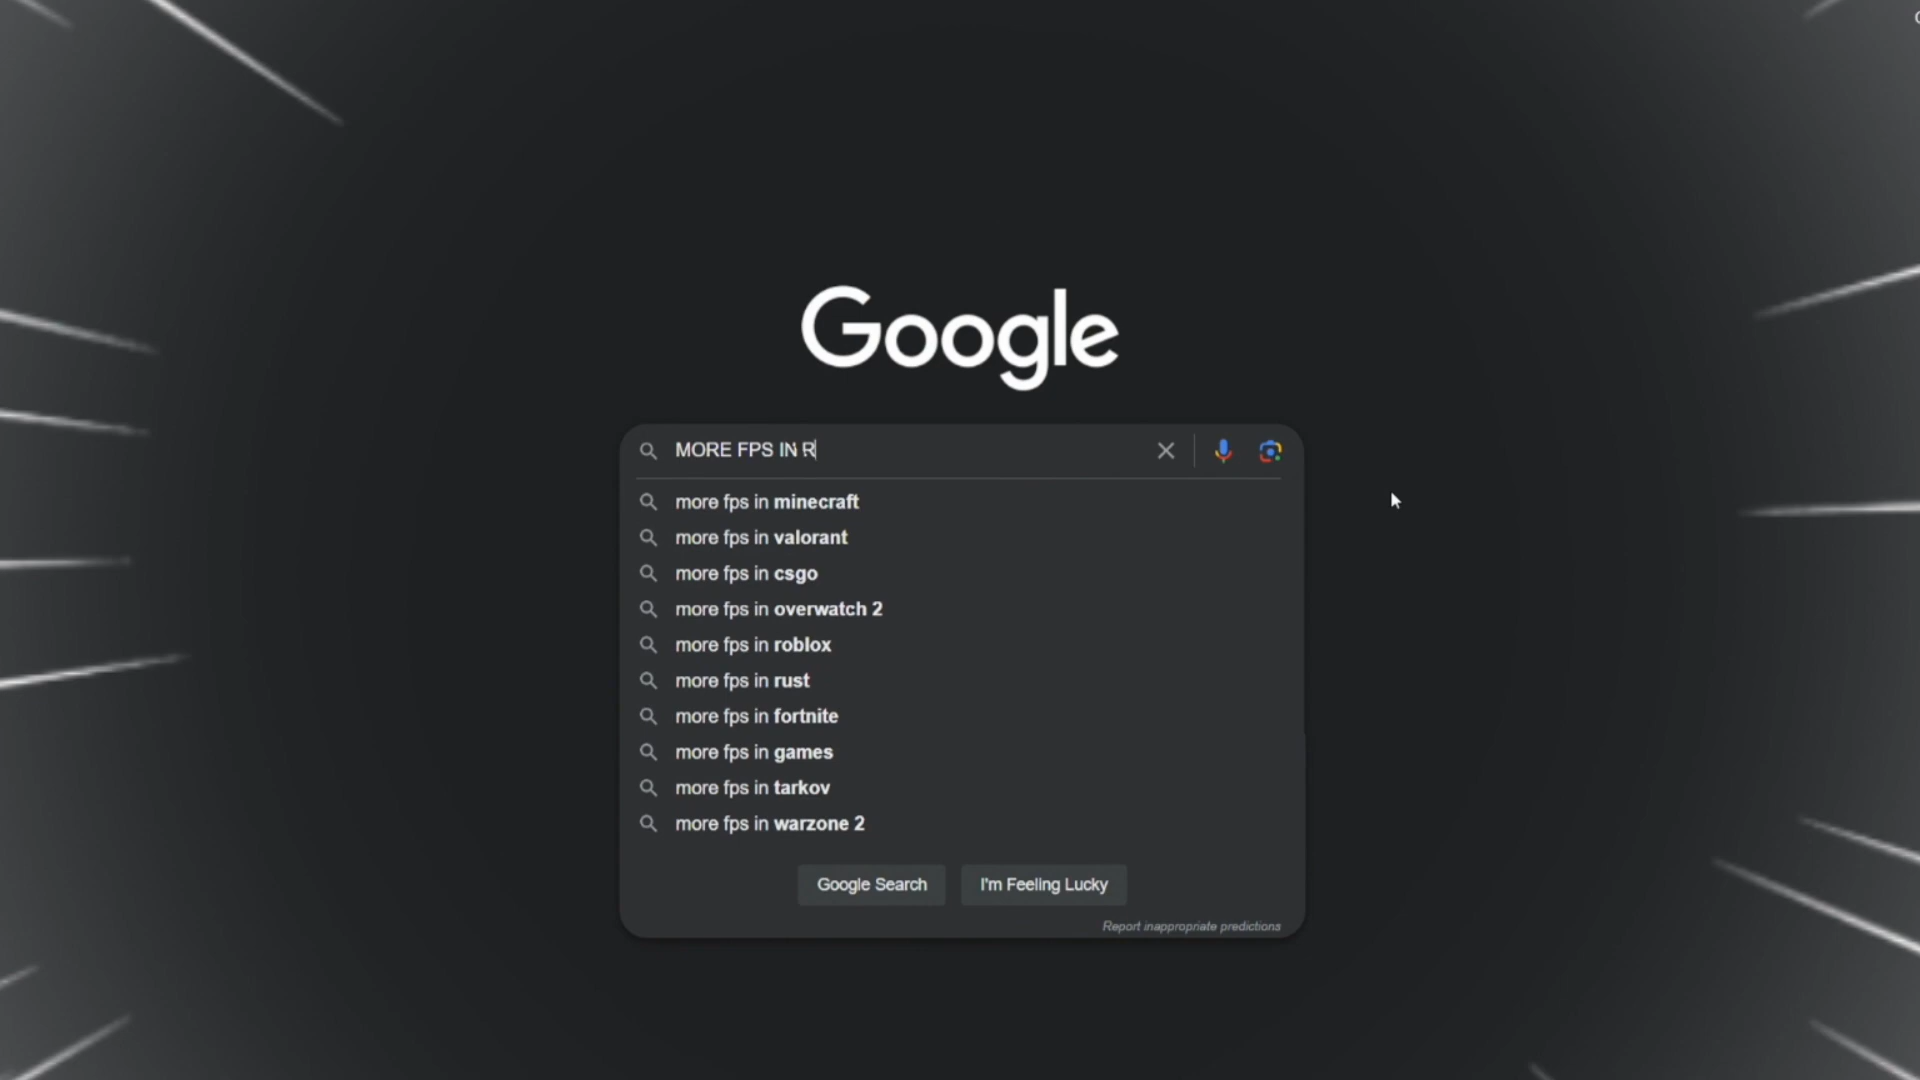 Google
MORE FPS IN R
more fps in minecraft
more fps in valorant
more fps in csgo
more fps in overwatch 2
more fps in roblox
more fps in rust
more fps in fortnite
more fps in games
more fps in tarkov
more fps in warzone 2
Google Search
I'm Feeling Lucky
Report inappropriate predictions